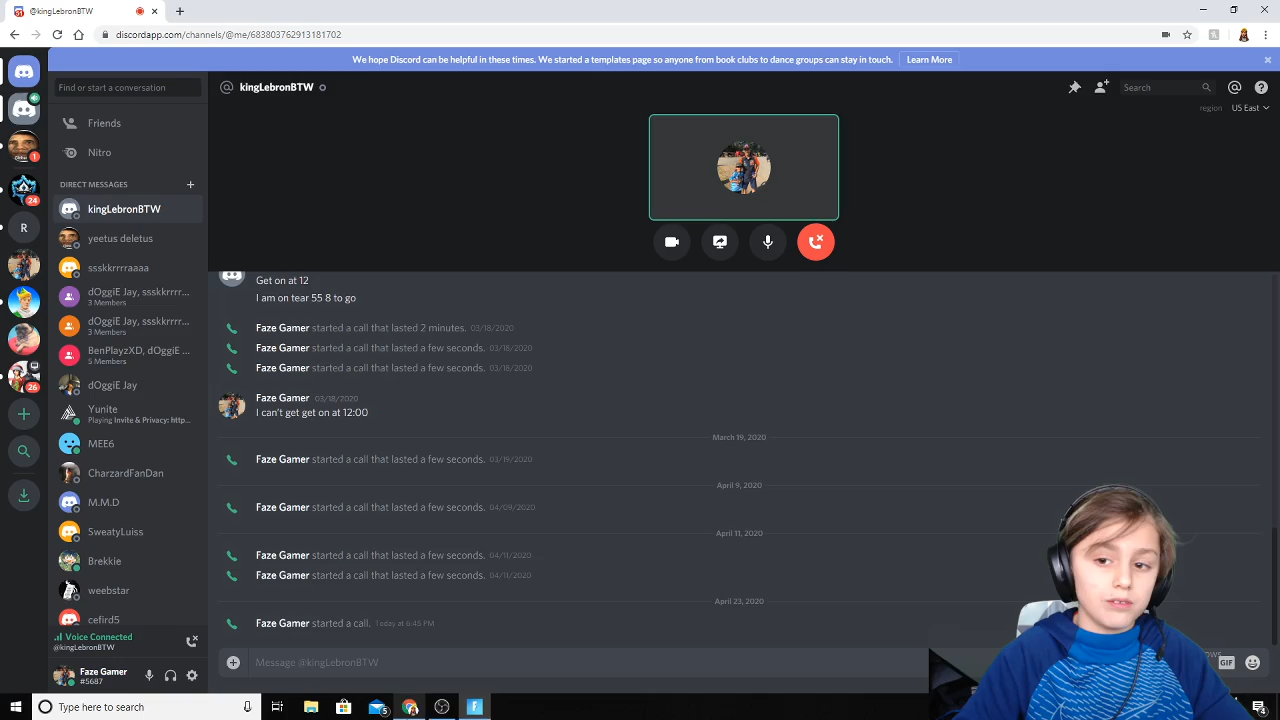 kingLebronBTW
discordapp.com/channels/@me/683803762913181702
We hope Discord can be helpful in these times. We started a templates page so anyone from book clubs to dance groups can stay in touch.
Learn More
Find or start a conversation
kingLebronBTW
Search
region US East
Friends
Nitro
DIRECT MESSAGES
kingLebronBTW
yeetus deletus
ssskkrrrraaaa
dOggiE Jay, ssskkrrrr...
3 Members
dOggiE Jay, ssskkrrrr...
3 Members
BenPlayzXD, dOggiE ...
5 Members
dOggiE Jay
Yunite
Playing Invite & Privacy: http...
MEE6
CharzardFanDan
M.M.D
SweatyLuiss
Brekkie
weebstar
cefird5
1
24
R
26
Voice Connected
@kingLebronBTW
Faze Gamer
#5687
Get on at 12
I am on tear 55 8 to go
Faze Gamer started a call that lasted 2 minutes. 03/18/2020
Faze Gamer started a call that lasted a few seconds. 03/18/2020
Faze Gamer started a call that lasted a few seconds. 03/18/2020
Faze Gamer 03/18/2020
I can't get get on at 12:00
March 19, 2020
Faze Gamer started a call that lasted a few seconds. 03/19/2020
April 9, 2020
Faze Gamer started a call that lasted a few seconds. 04/09/2020
April 11, 2020
Faze Gamer started a call that lasted a few seconds. 04/11/2020
Faze Gamer started a call that lasted a few seconds. 04/11/2020
April 23, 2020
Faze Gamer started a call. Today at 6:45 PM
Message @kingLebronBTW
GIF
Type here to search
5